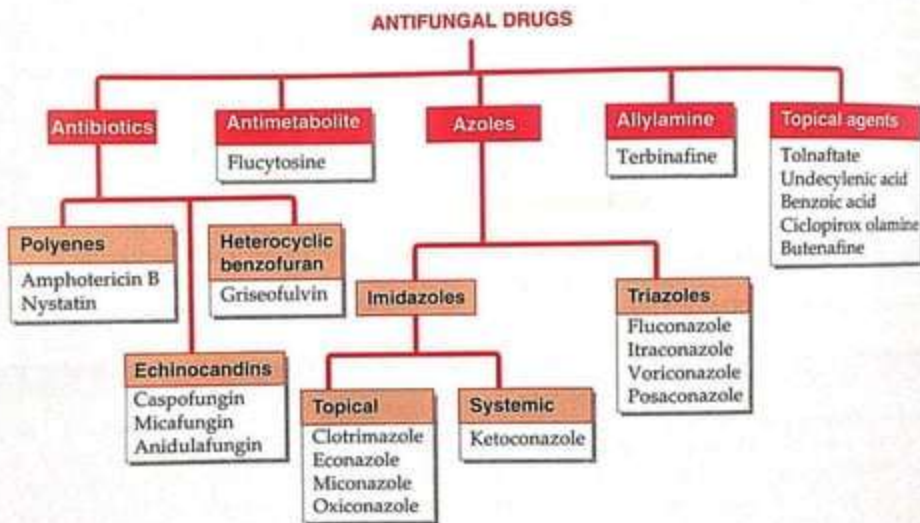 ANTIFUNGAL DRUGS
Antibiotics
Antimetabolite
Flucytosine
Azoles
Allylamine
Terbinafine
Topical agents
Tolnaftate
Undecylenic acid
Benzoic acid
Ciclopirox olamine
Butenafine
Polyenes
Amphotericin B
Nystatin
Heterocyclic
benzofuran
Griseofulvin
Echinocandins
Caspofungin
Micafungin
Anidulafungin
Imidazoles
Triazoles
Fluconazole
Itraconazole
Voriconazole
Posaconazole
Topical
Clotrimazole
Econazole
Miconazole
Oxiconazole
Systemic
Ketoconazole